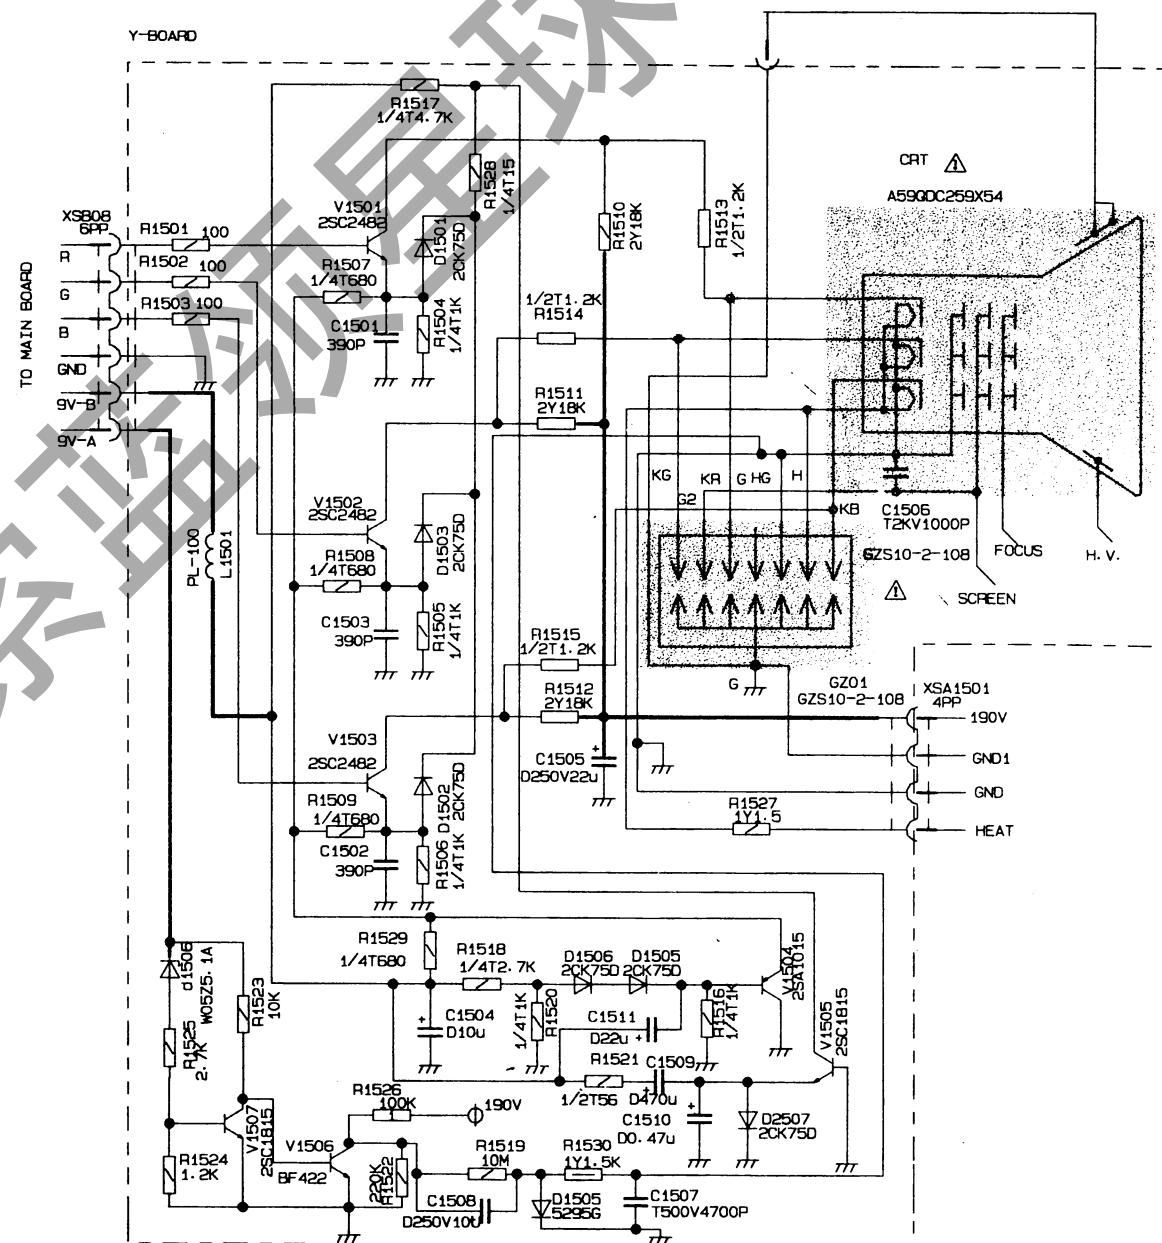 Y-BOARD
R1517
1/4T4.7K
R1528
1/4T15
V1501
2SC2482
D1501
2CK75D
R1510
2Y18K
R1513
1/2T1.2K
CRT
A59QDC259X54
XSB08
6PP
TO MAIN BOARD
R
G
B
GND
9V-B
9V-A
R1501 100
R1502 100
R1503 100
R1507
1/4T680
C1501
390P
R1504
1/4T1K
1/2T1.2K
R1514
R1511
2Y18K
V1502
2SC2482
D1503
2CK75D
R1508
1/4T680
C1503
390P
R1505
1/4T1K
PL-100
L1501
KG
G2
KR
G
HG
H
KB
C1506
T2KV1000P
GZS10-2-108
FOCUS
H.V.
SCREEN
R1515
1/2T1.2K
R1512
2Y18K
G
GZ01
GZS10-2-108
XSA1501
4PP
190V
GND1
GND
HEAT
V1503
2SC2482
D1502
2CK75D
C1505
D250V22u
R1527
1Y1.5
R1509
1/4T680
C1502
390P
R1506
1/4T1K
R1529
1/4T680
R1518
1/4T2.7K
D1506
2CK75D
D1505
2CK75D
V1504
2SA1015
d1506
W05Z5.1A
R1523
10K
R1525
2.7K
C1504
D10u
1/4T1K
R1520
C1511
D22u
R1516
1/4T1K
V1505
2SC1815
R1521
1/2T56
C1509
D470u
C1510
D0.47u
D2507
2CK75D
R1526
100K
190V
V1507
2SC1815
V1506
BF422
R1524
1.2K
220K
R1522
R1519
10M
R1530
1Y1.5K
C1508
D250V10u
D1505
5295G
C1507
T500V4700P
家蓝领星球